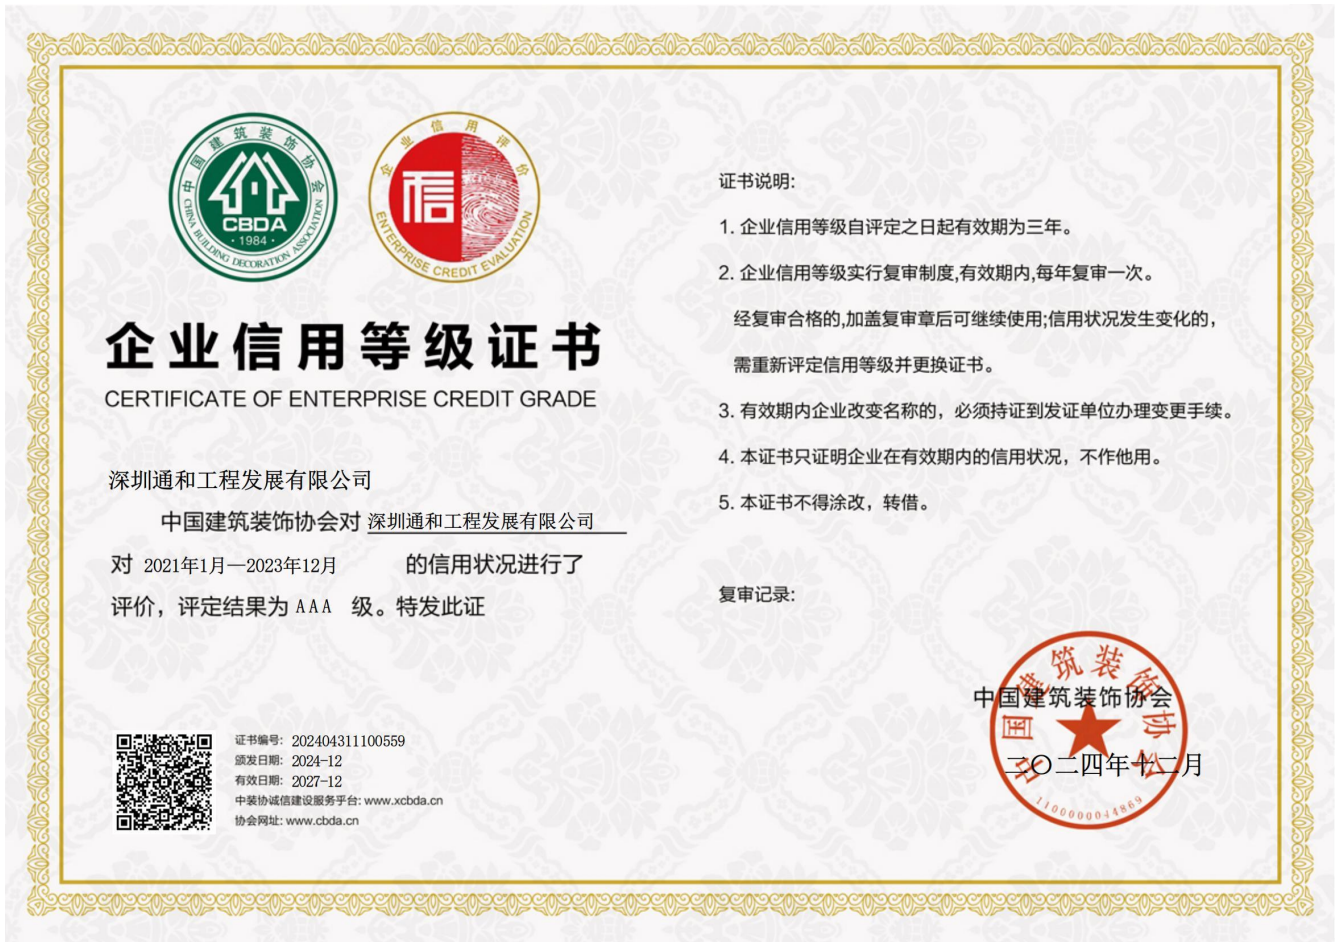 中国建筑装饰协会
CHINA BUILDING DECORATION ASSOCIATION
CBDA
·1984·
企业信用评价
信
ENTERPRISE CREDIT EVALUATION
企业信用等级证书
CERTIFICATE OF ENTERPRISE CREDIT GRADE
深圳通和工程发展有限公司
中国建筑装饰协会对 深圳通和工程发展有限公司
对 2021年1月—2023年12月 的信用状况进行了
评价，评定结果为 AAA 级。特发此证
证书编号: 202404311100559
颁发日期: 2024-12
有效日期: 2027-12
中装协诚信建设服务平台: www.xcbda.cn
协会网址: www.cbda.cn
证书说明:
1. 企业信用等级自评定之日起有效期为三年。
2. 企业信用等级实行复审制度,有效期内,每年复审一次。
经复审合格的,加盖复审章后可继续使用;信用状况发生变化的，
需重新评定信用等级并更换证书。
3. 有效期内企业改变名称的，必须持证到发证单位办理变更手续。
4. 本证书只证明企业在有效期内的信用状况，不作他用。
5. 本证书不得涂改，转借。
复审记录:
中国建筑装饰协会
二〇二四年十二月
中国建筑装饰协会
1100000044869